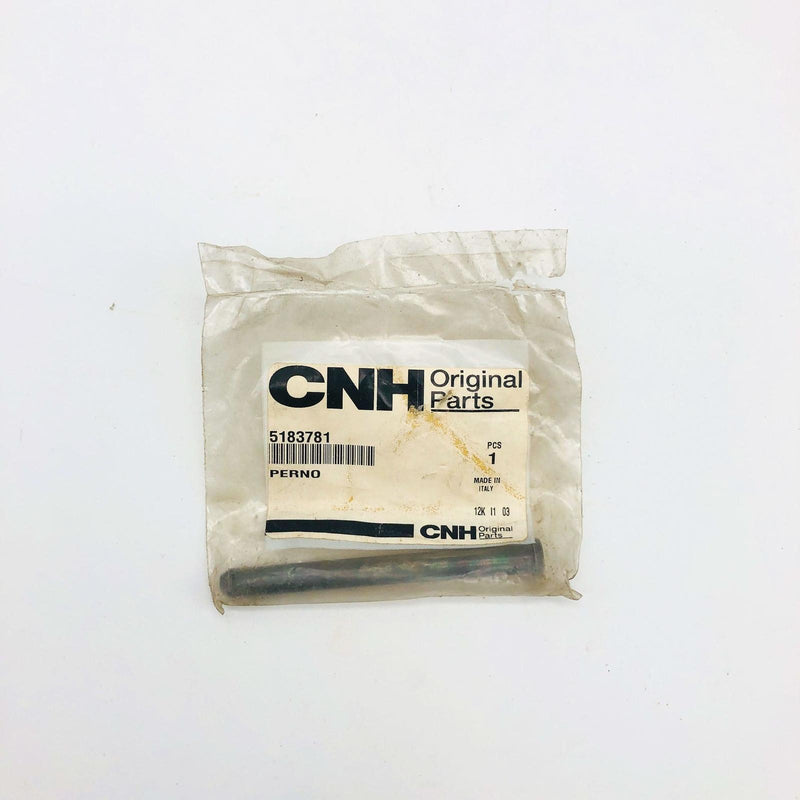 CNH Original Parts
5183781
PCS
1
PERNO
MADE IN
ITALY
12K I1 03
CNH Original Parts